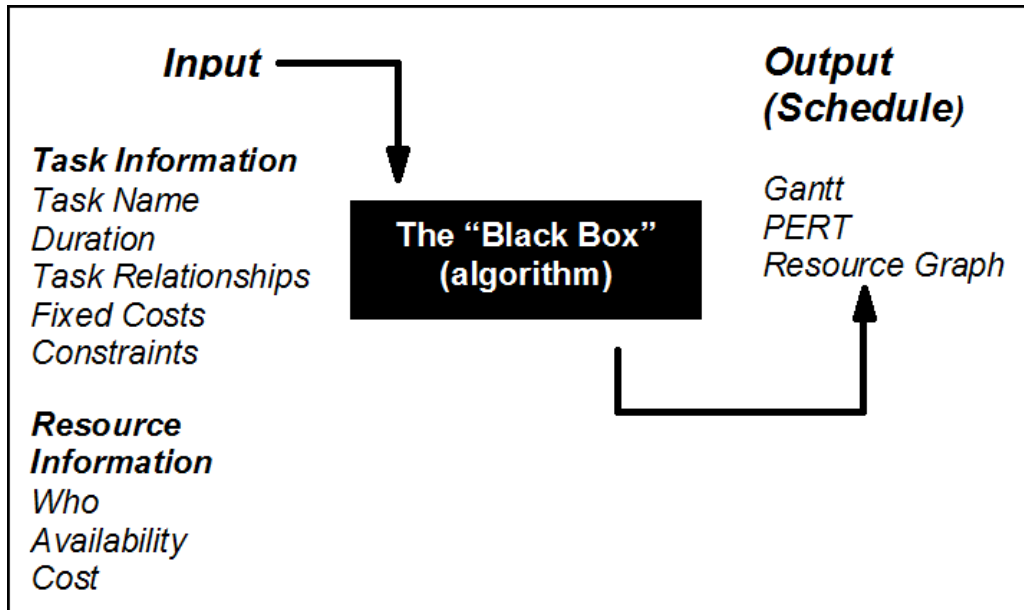 Input
Task Information
Task Name
Duration
Task Relationships
Fixed Costs
Constraints
Resource
Information
Who
Availability
Cost
The “Black Box”
(algorithm)
Output
(Schedule)
Gantt
PERT
Resource Graph